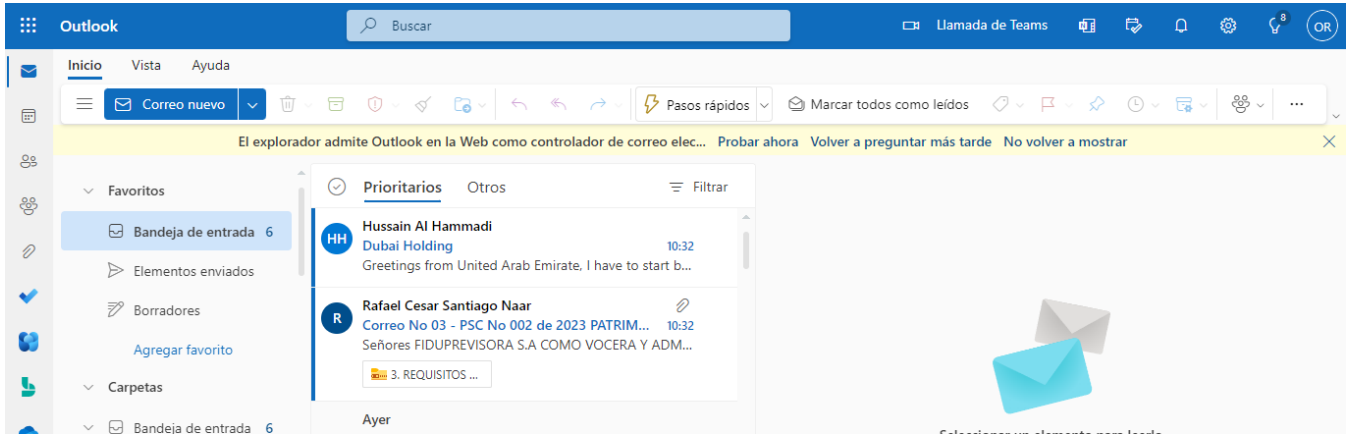 Outlook
Buscar
Llamada de Teams
8
OR
Inicio Vista Ayuda
Correo nuevo
Pasos rápidos
Marcar todos como leídos
El explorador admite Outlook en la Web como controlador de correo elec... Probar ahora Volver a preguntar más tarde No volver a mostrar
Favoritos
Bandeja de entrada 6
Elementos enviados
Borradores
Agregar favorito
Carpetas
Bandeja de entrada 6
Prioritarios Otros
Filtrar
HH
Hussain Al Hammadi
Dubai Holding 10:32
Greetings from United Arab Emirate, I have to start b...
R
Rafael Cesar Santiago Naar
Correo No 03 - PSC No 002 de 2023 PATRIM... 10:32
Señores FIDUPREVISORA S.A COMO VOCERA Y ADM...
3. REQUISITOS ...
Ayer
Seleccionar un elemento para leerlo